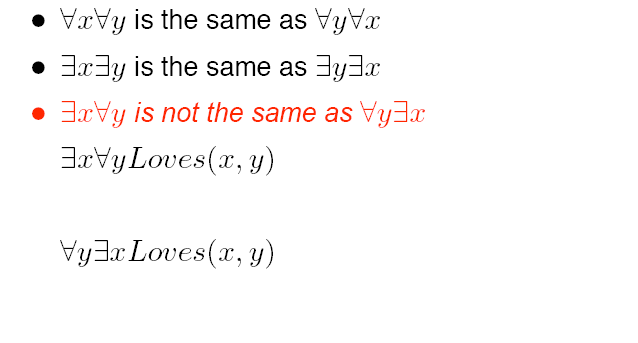 ● ∀x∀y is the same as ∀y∀x
● ∃x∃y is the same as ∃y∃x
● ∃x∀y is not the same as ∀y∃x
∃x∀yLoves(x, y)
∀y∃xLoves(x, y)